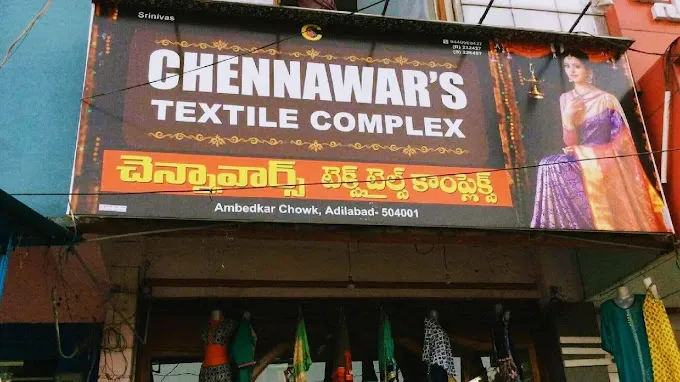 Srinivas
CHENNAWAR'S
TEXTILE COMPLEX
చెన్నావార్స్ టెక్స్‌టైల్స్ కాంప్లెక్స్
Ambedkar Chowk, Adilabad- 504001